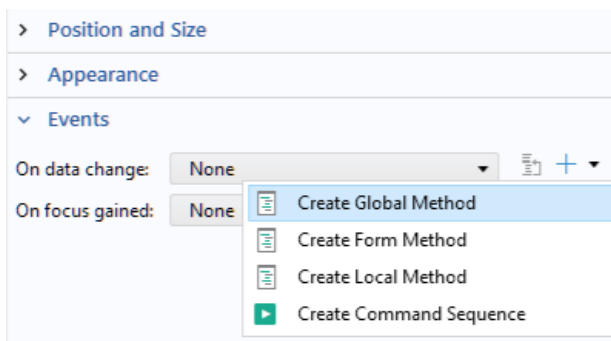 Position and Size
Appearance
Events
On data change: None
On focus gained: None
Create Global Method
Create Form Method
Create Local Method
Create Command Sequence